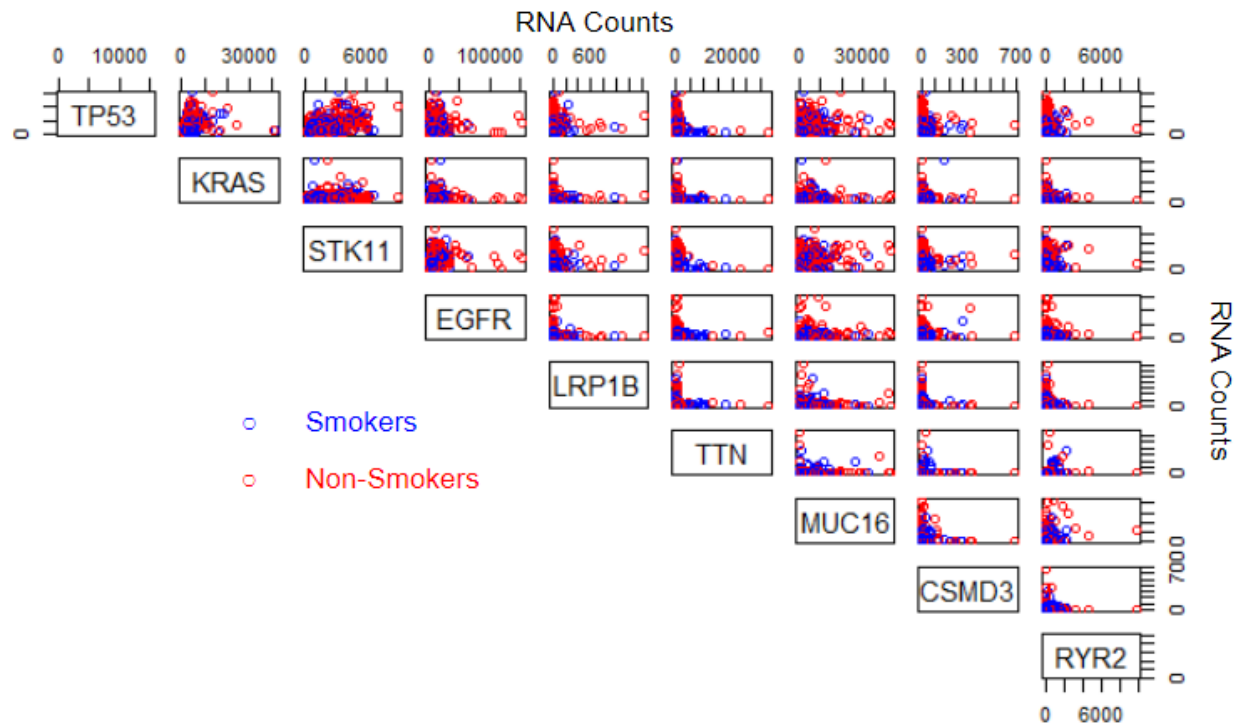 RNA Counts
0 10000 0 30000 0 6000 0 100000 0 600 0 20000 0 30000 0 300 700 0 6000
TP53 0 0
KRAS 0
STK11 0
EGFR 0
LRP1B 0
RNA Counts
Smokers
TTN 0
Non-Smokers
MUC16 0
CSMD3 0 700
RYR2 0
0 6000